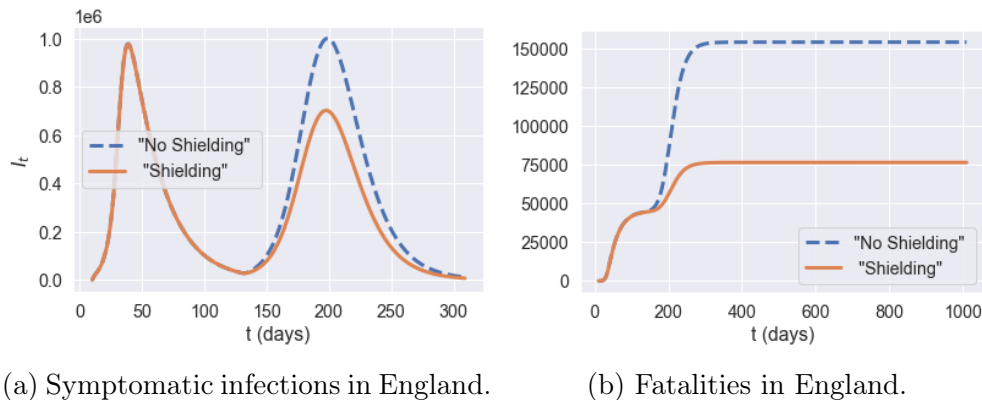 1e6
1.0
0.8
0.6
0.4
0.2
0.0
I_t
"No Shielding"
"Shielding"
0 50 100 150 200 250 300
t (days)
150000
125000
100000
75000
50000
25000
0
"No Shielding"
"Shielding"
0 200 400 600 800 1000
t (days)
(a) Symptomatic infections in England.
(b) Fatalities in England.